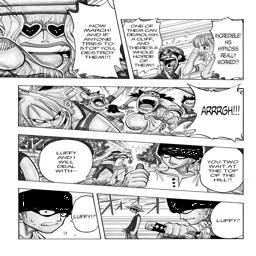 INCREDIBLE!
HIS
HYPNOSIS
REALLY
WORKED!!
ONE OF
THEM CAN
DEMOLISH
A CLIFF,
AND
THERE'S A
WHOLE
HORDE
OF
THEM!!
NOW
MARCH!
AND IF
ANYONE
TRIES TO
STOP YOU,
DESTROY
THEM!!!
ARRRGH!!!
YOU TWO
WAIT AT
THE TOP
OF THE
HILL!!
LUFFY
AND I
WILL
DEAL
WITH—
LUFFY?
LUFFY!?